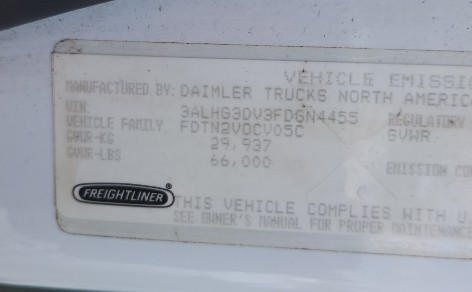 VEHICLE EMISSI
MANUFACTURED BY: DAIMLER TRUCKS NORTH AMERIC
VIN: 3ALHG3DV3FDGN4455 REGULATORY
VEHICLE FAMILY FDTN2VOCV05C GVWR
GVWR-KG 29,937
GVWR-LBS 66,000 EMISSION CO
FREIGHTLINER
THIS VEHICLE COMPLIES WITH U
SEE OWNER'S MANUAL FOR PROPER MAINTENANCE